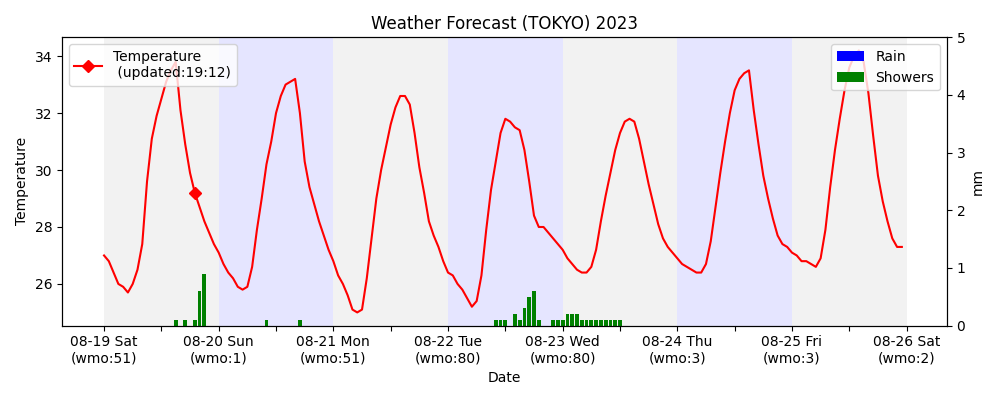 Weather Forecast (TOKYO) 2023
Temperature
(updated:19:12)
Rain
Showers
34
32
30
28
26
Temperature
5
4
3
2
1
0
mm
08-19 Sat
(wmo:51)
08-20 Sun
(wmo:1)
08-21 Mon
(wmo:51)
08-22 Tue
(wmo:80)
08-23 Wed
(wmo:80)
08-24 Thu
(wmo:3)
08-25 Fri
(wmo:3)
08-26 Sat
(wmo:2)
Date